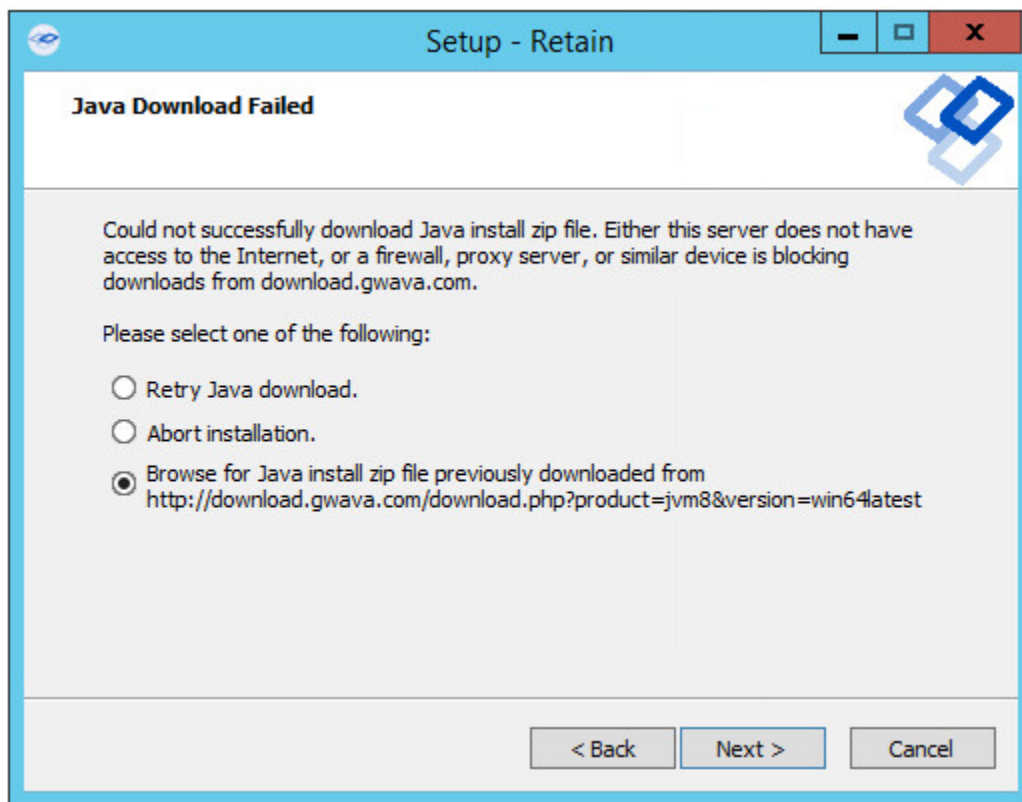 Setup - Retain
Java Download Failed
Could not successfully download Java install zip file. Either this server does not have
access to the Internet, or a firewall, proxy server, or similar device is blocking
downloads from download.gwava.com.
Please select one of the following:
Retry Java download.
Abort installation.
Browse for Java install zip file previously downloaded from
http://download.gwava.com/download.php?product=jvm8&version=win64latest
< Back
Next >
Cancel